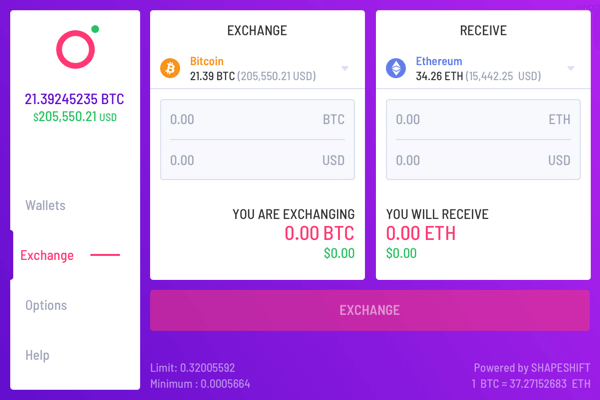 21.39245235 BTC
$205,550.21 USD
Wallets
Exchange
Options
Help
EXCHANGE
Bitcoin
21.39 BTC (205,550.21 USD)
0.00 BTC
0.00 USD
YOU ARE EXCHANGING
0.00 BTC
$0.00
RECEIVE
Ethereum
34.26 ETH (15,442.25 USD)
0.00 ETH
0.00 USD
YOU WILL RECEIVE
0.00 ETH
$0.00
EXCHANGE
Limit: 0.32005592
Minimum : 0.0005664
Powered by SHAPESHIFT
1 BTC = 37.27152683 ETH